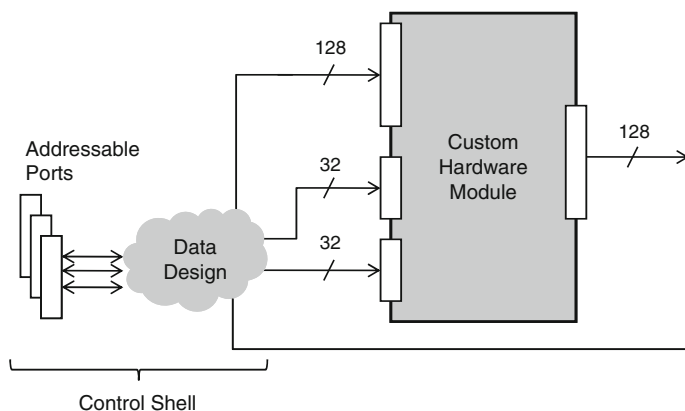 128
Addressable
Ports
32
Custom
Hardware
Module
128
Data
Design
32
Control Shell